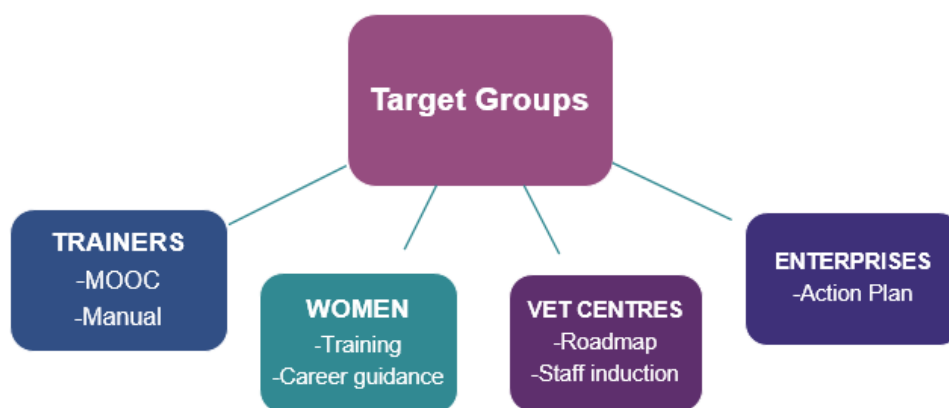 Target Groups
TRAINERS
-MOOC
-Manual
WOMEN
-Training
-Career guidance
VET CENTRES
-Roadmap
-Staff induction
ENTERPRISES
-Action Plan